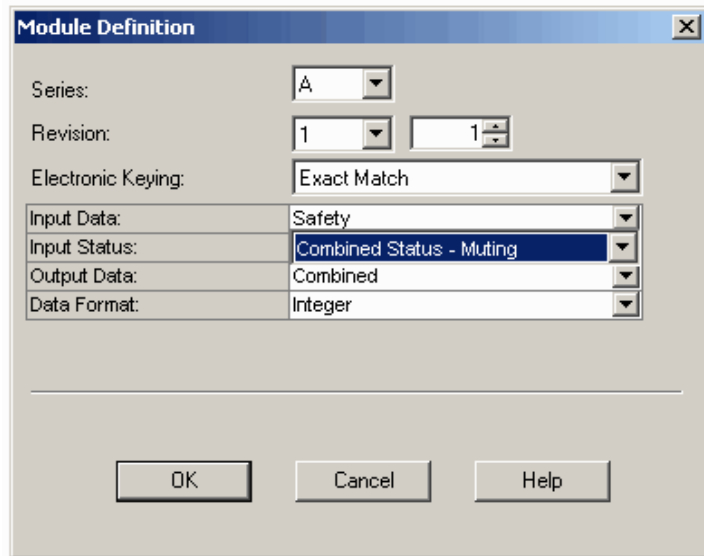 Module Definition
Series: A
Revision: 1 1
Electronic Keying: Exact Match
Input Data: Safety
Input Status: Combined Status - Muting
Output Data: Combined
Data Format: Integer
OK Cancel Help